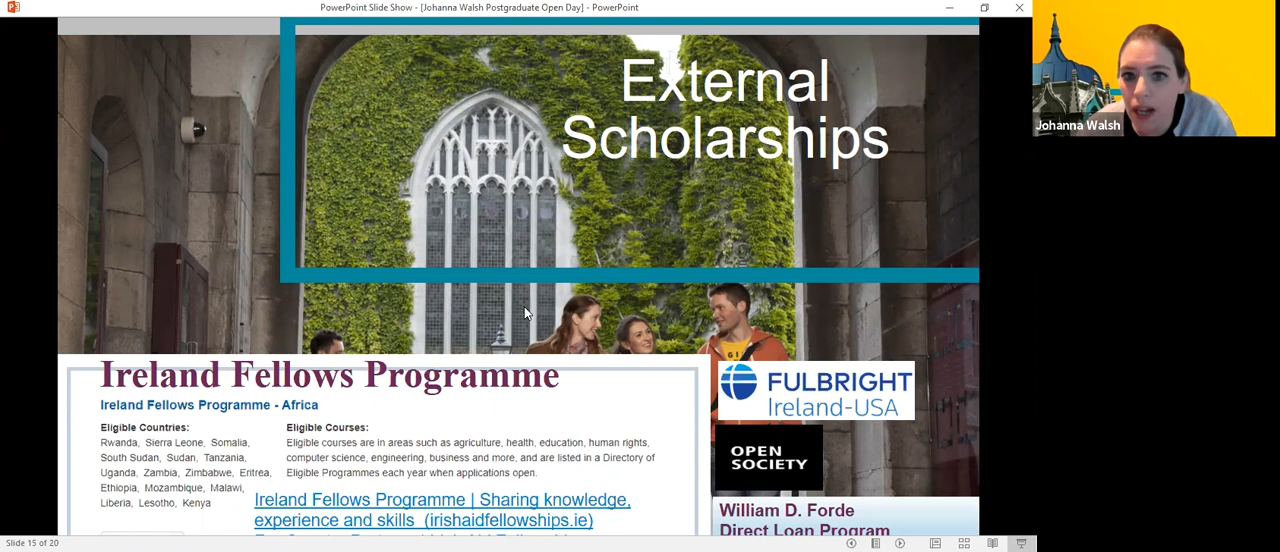 PowerPoint Slide Show - [Johanna Walsh Postgraduate Open Day] - PowerPoint
External
Scholarships
Johanna Walsh
Ireland Fellows Programme
Ireland Fellows Programme - Africa
Eligible Countries:
Rwanda, Sierra Leone, Somalia,
South Sudan, Sudan, Tanzania,
Uganda, Zambia, Zimbabwe, Eritrea,
Ethiopia, Mozambique, Malawi,
Liberia, Lesotho, Kenya
Eligible Courses:
Eligible courses are in areas such as agriculture, health, education, human rights,
computer science, engineering, business and more, and are listed in a Directory of
Eligible Programmes each year when applications open.
Ireland Fellows Programme | Sharing knowledge,
experience and skills (irishaidfellowships.ie)
FULBRIGHT
Ireland-USA
OPEN
SOCIETY
William D. Forde
Direct Loan Program
Slide 15 of 20